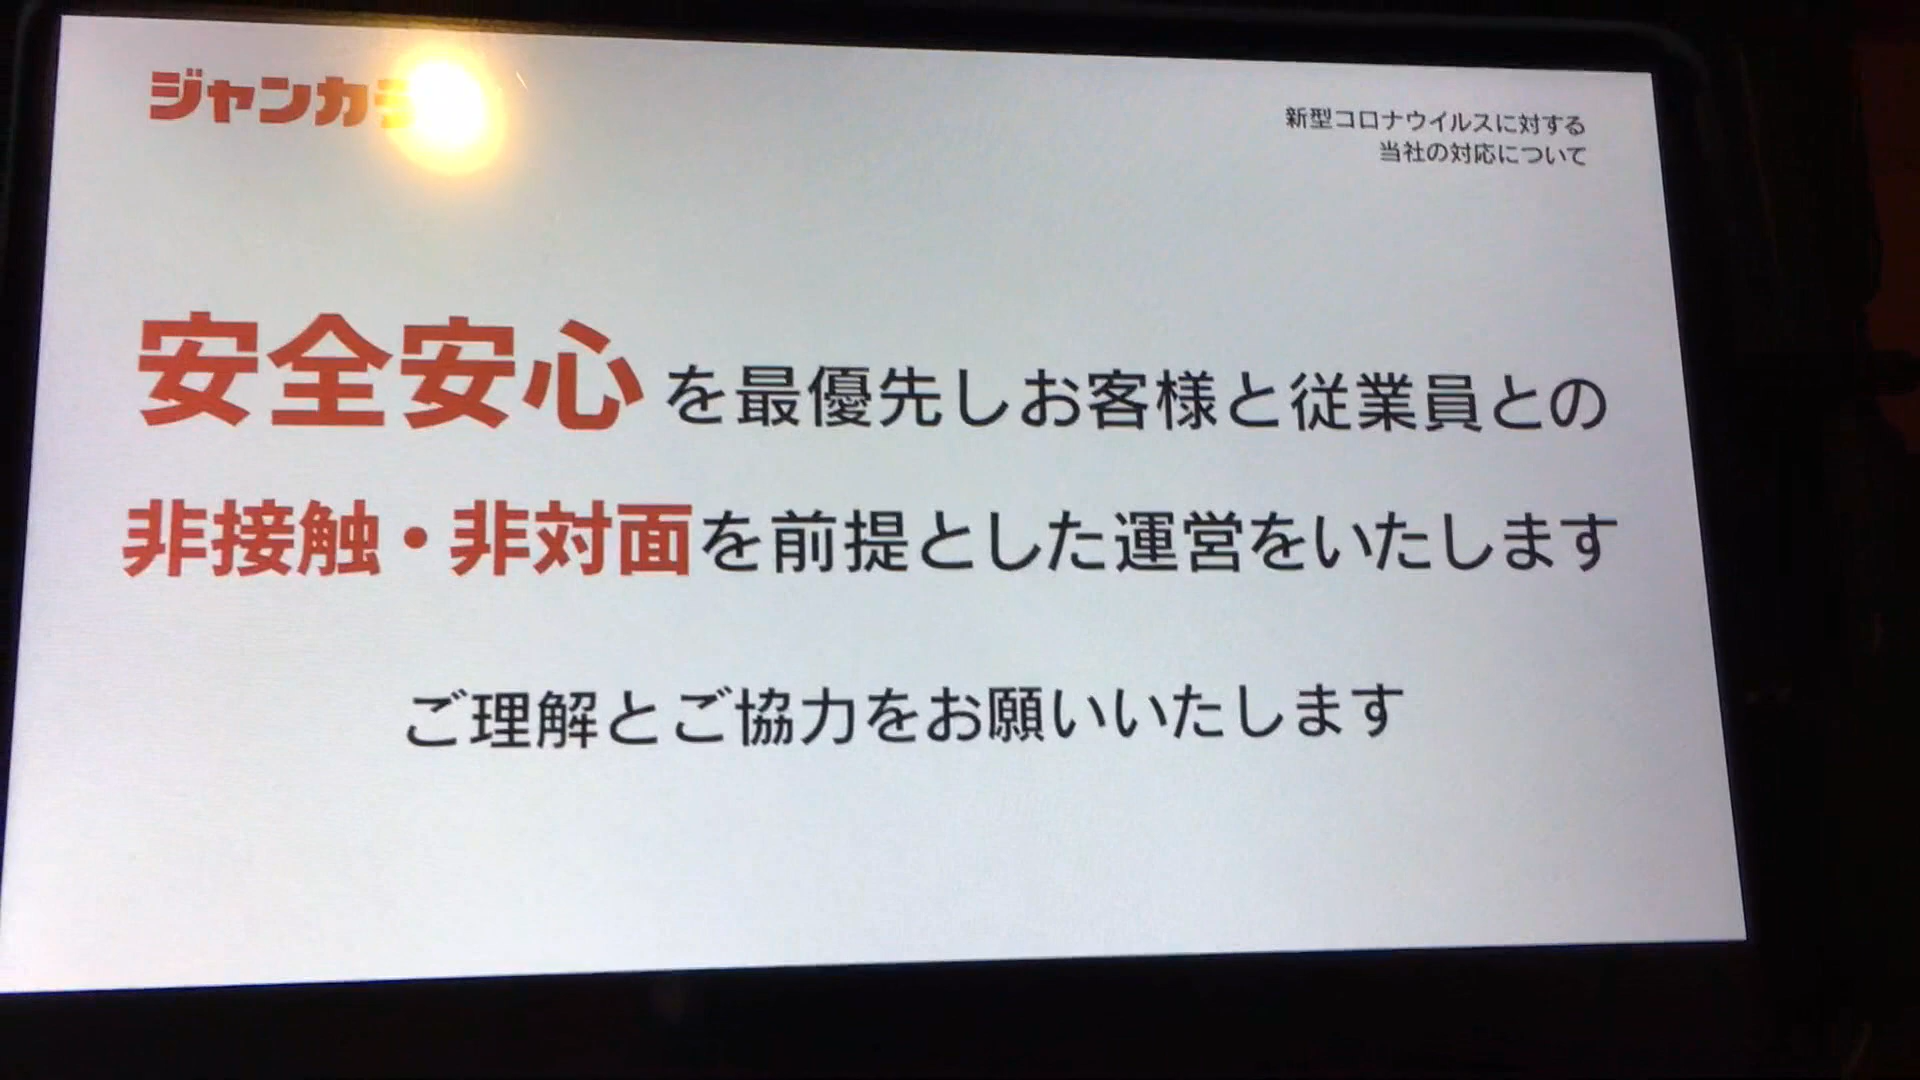 ジャンカラ
新型コロナウイルスに対する
当社の対応について
安全安心を最優先しお客様と従業員との
非接触・非対面を前提とした運営をいたします
ご理解とご協力をお願いいたします